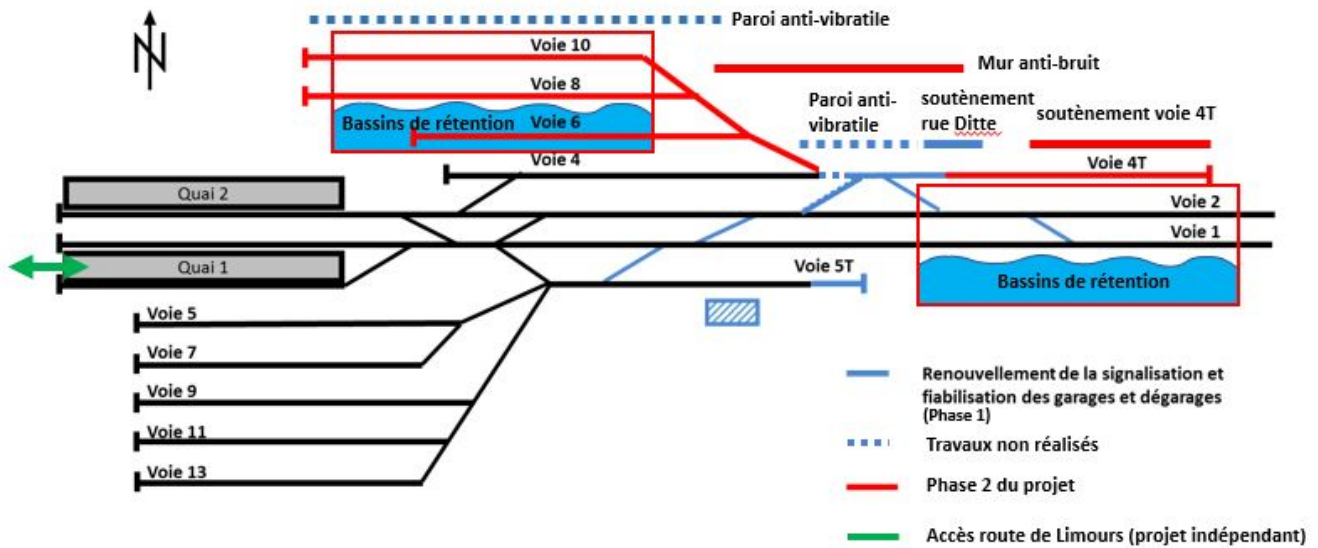 N
Paroi anti-vibratile
Voie 10
Mur anti-bruit
Voie 8
Paroi anti-
vibratile
soutènement
rue Ditte
soutènement voie 4T
Bassins de rétention
Voie 6
Voie 4
Voie 4T
Quai 2
Voie 2
Voie 1
Quai 1
Voie 5T
Bassins de rétention
Voie 5
Voie 7
Voie 9
Voie 11
Voie 13
Renouvellement de la signalisation et
fiabilisation des garages et dégarages
(Phase 1)
Travaux non réalisés
Phase 2 du projet
Accès route de Limours (projet indépendant)